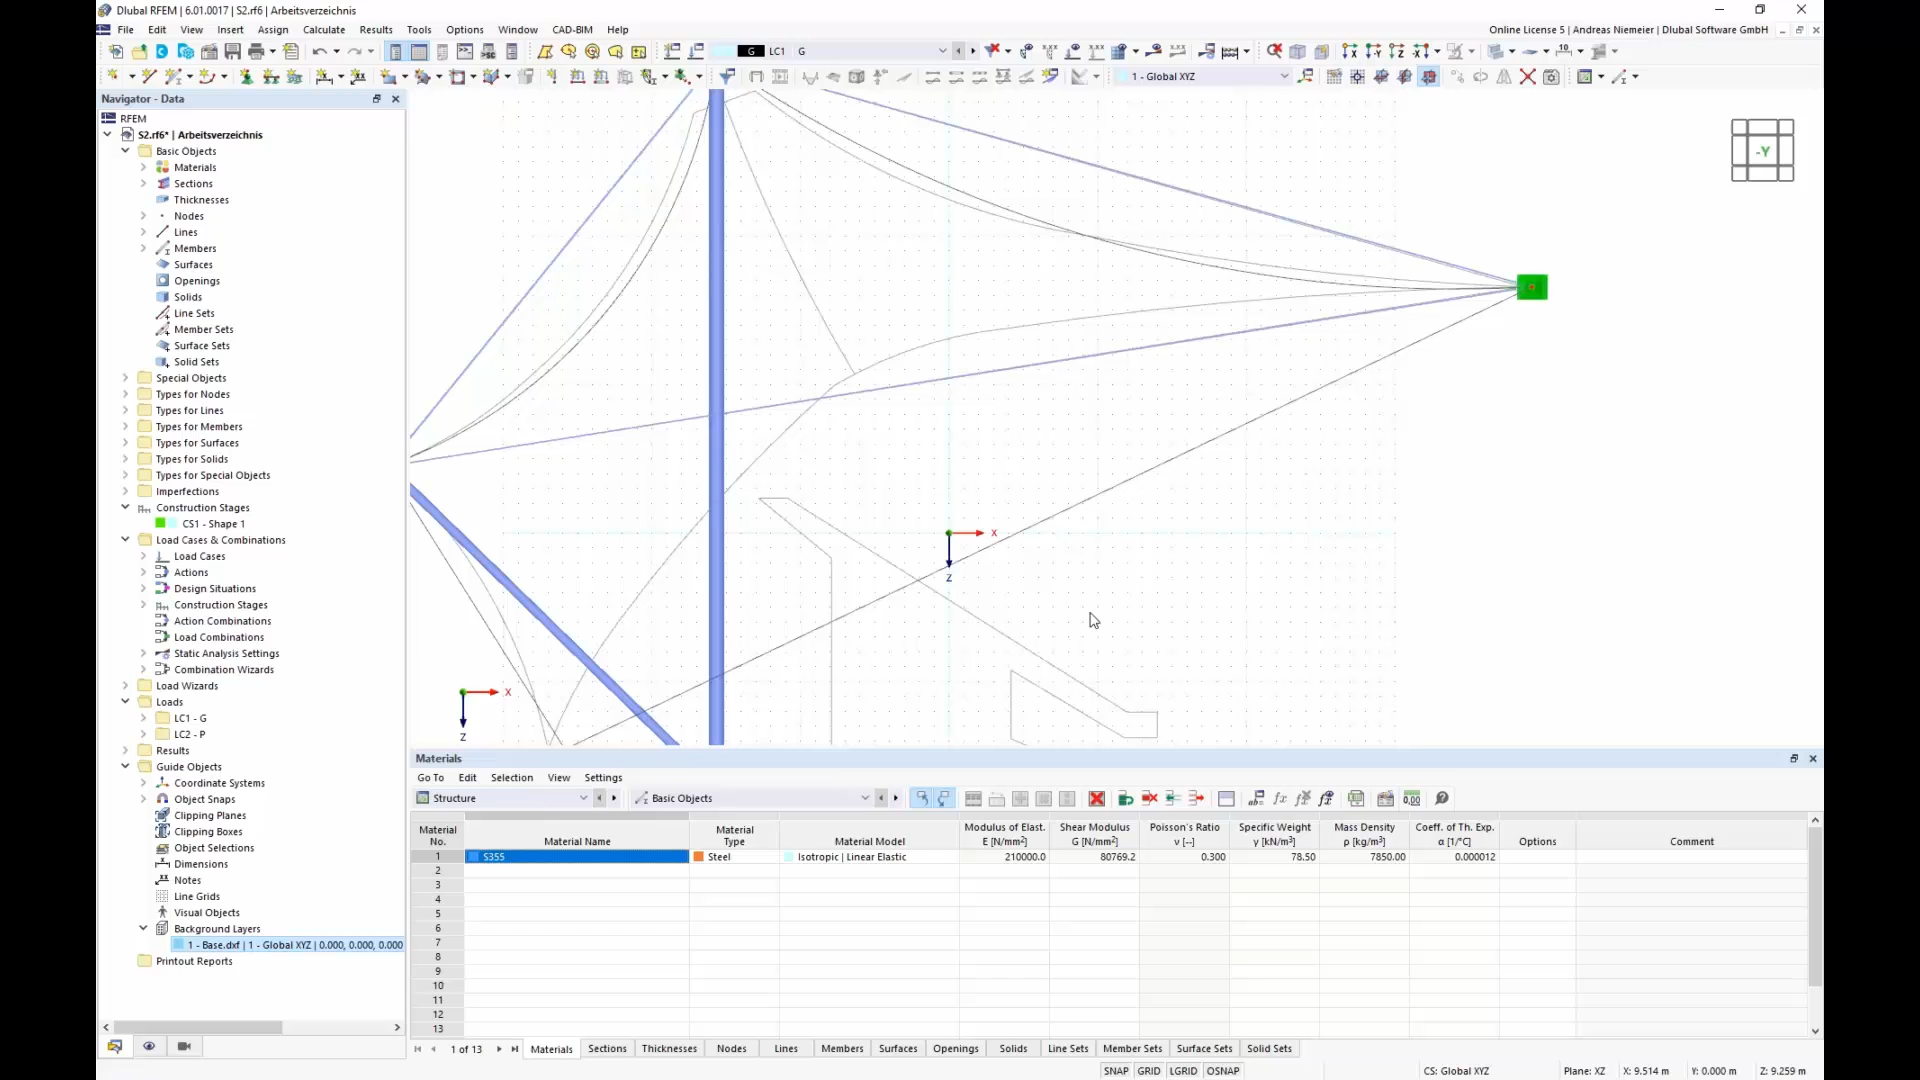 Dlubal RFEM | 6.01.0017 | S2.rf6 | Arbeitsverzeichnis
File Edit View Insert Assign Calculate Results Tools Options Window CAD-BIM Help
Online License 5 | Andreas Niemeier | Dlubal Software GmbH
G LC1 G
1 - Global XYZ
Navigator - Data
RFEM
S2.rf6* | Arbeitsverzeichnis
Basic Objects
Materials
Sections
Thicknesses
Nodes
Lines
Members
Surfaces
Openings
Solids
Line Sets
Member Sets
Surface Sets
Solid Sets
Special Objects
Types for Nodes
Types for Lines
Types for Members
Types for Surfaces
Types for Solids
Types for Special Objects
Imperfections
Construction Stages
CS1 - Shape 1
Load Cases & Combinations
Load Cases
Actions
Design Situations
Construction Stages
Action Combinations
Load Combinations
Static Analysis Settings
Combination Wizards
Load Wizards
Loads
LC1 - G
LC2 - P
Results
Guide Objects
Coordinate Systems
Object Snaps
Clipping Planes
Clipping Boxes
Object Selections
Dimensions
Notes
Line Grids
Visual Objects
Background Layers
1 - Base.dxf | 1 - Global XYZ | 0.000, 0.000, 0.000
Printout Reports
-Y
X
Z
X
Z
Materials
Go To Edit Selection View Settings
Structure
Basic Objects
Material No. Material Name Material Type Material Model Modulus of Elast. E [N/mm²] Shear Modulus G [N/mm²] Poisson's Ratio ν [--] Specific Weight γ [kN/m³] Mass Density ρ [kg/m³] Coeff. of Th. Exp. α [1/°C] Options Comment
1 S355 Steel Isotropic | Linear Elastic 210000.0 80769.2 0.300 78.50 7850.00 0.000012
2
3
4
5
6
7
8
9
10
11
12
13
1 of 13 Materials Sections Thicknesses Nodes Lines Members Surfaces Openings Solids Line Sets Member Sets Surface Sets Solid Sets
SNAP GRID LGRID OSNAP CS: Global XYZ Plane: XZ X: 9.514 m Y: 0.000 m Z: 9.259 m